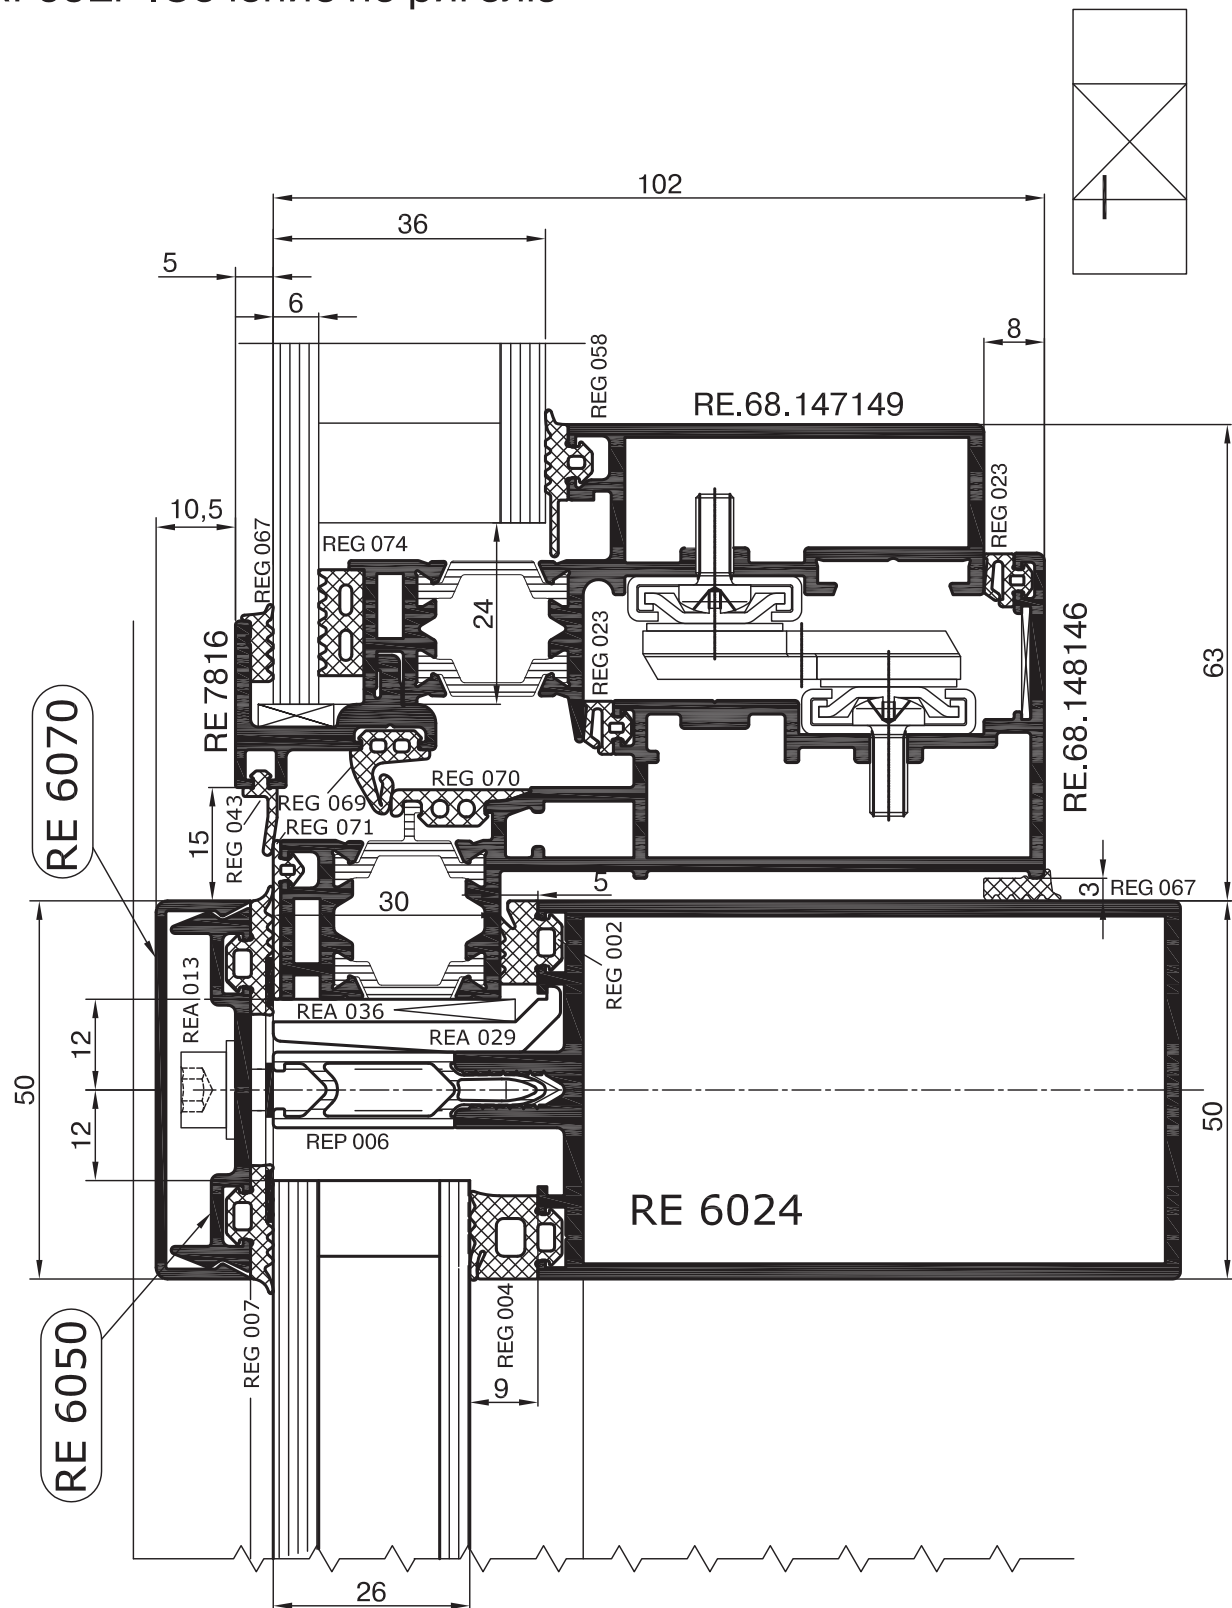 102
36
5
6
8
REG 058
RE.68.147149
10,5
REG 067
REG 074
REG 023
24
REG 023
63
RE 7816
RE.68.148146
RE 6070
REG 070
REG 069
REG 043
REG 071
15
5
3
REG 067
30
REG 002
REA 013
REA 036
REA 029
12
50
12
50
REP 006
RE 6024
REG 007
REG 004
RE 6050
9
26